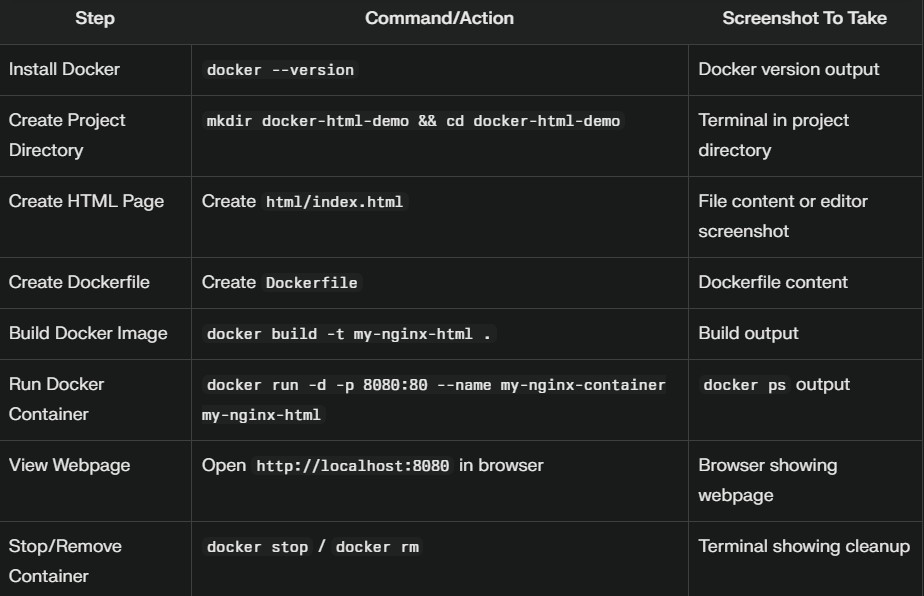 Step Command/Action Screenshot To Take
Install Docker docker --version Docker version output
Create Project Directory mkdir docker-html-demo && cd docker-html-demo Terminal in project directory
Create HTML Page Create html/index.html File content or editor screenshot
Create Dockerfile Create Dockerfile Dockerfile content
Build Docker Image docker build -t my-nginx-html . Build output
Run Docker Container docker run -d -p 8080:80 --name my-nginx-container my-nginx-html docker ps output
View Webpage Open http://localhost:8080 in browser Browser showing webpage
Stop/Remove Container docker stop / docker rm Terminal showing cleanup